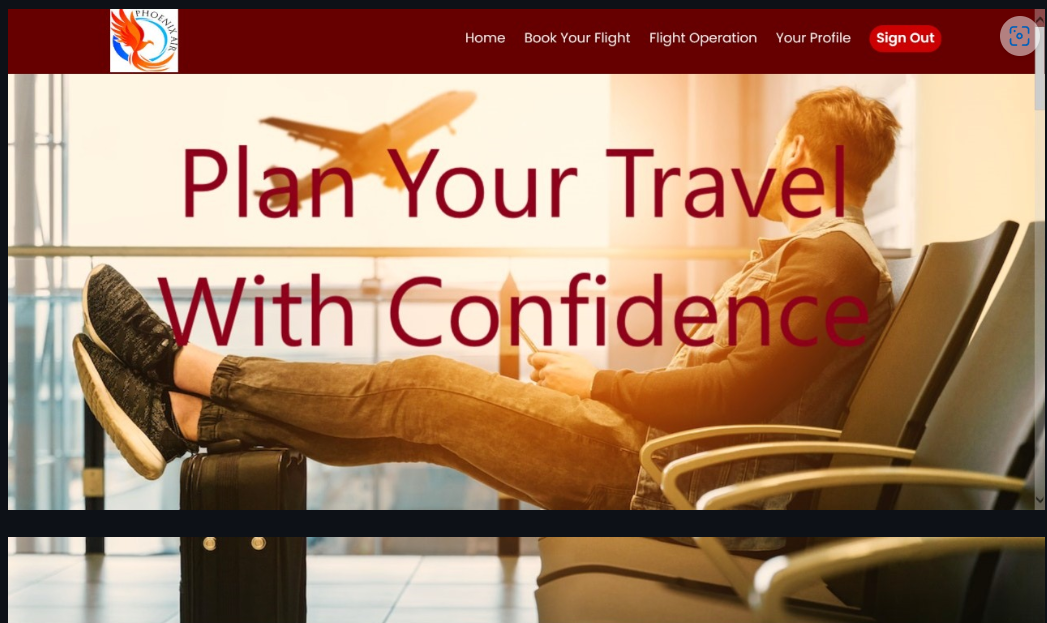 PHOENIX AIR
Home Book Your Flight Flight Operation Your Profile Sign Out
Plan Your Travel
With Confidence